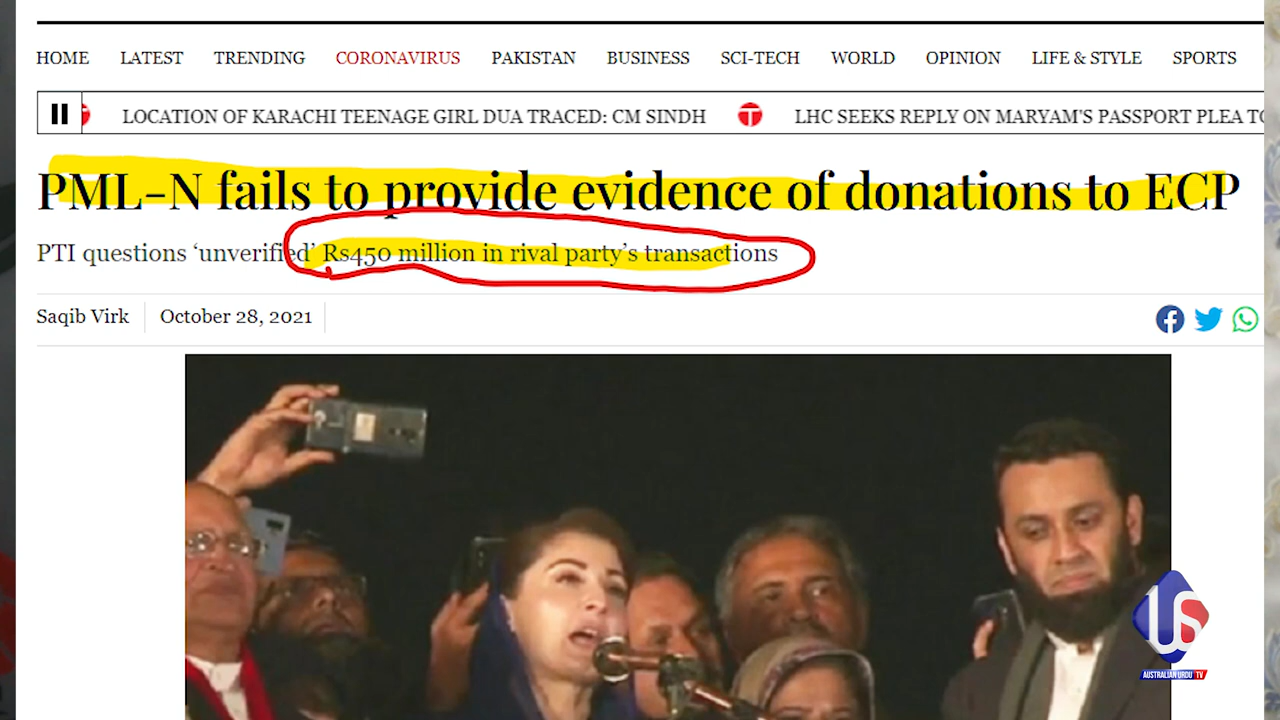 HOME LATEST TRENDING CORONAVIRUS PAKISTAN BUSINESS SCI-TECH WORLD OPINION LIFE & STYLE SPORTS
LOCATION OF KARACHI TEENAGE GIRL DUA TRACED: CM SINDH T LHC SEEKS REPLY ON MARYAM'S PASSPORT PLEA TO
PML-N fails to provide evidence of donations to ECP
PTI questions ‘unverified’ Rs450 million in rival party’s transactions
Saqib Virk October 28, 2021
US
AUSTRALIAN URDU TV